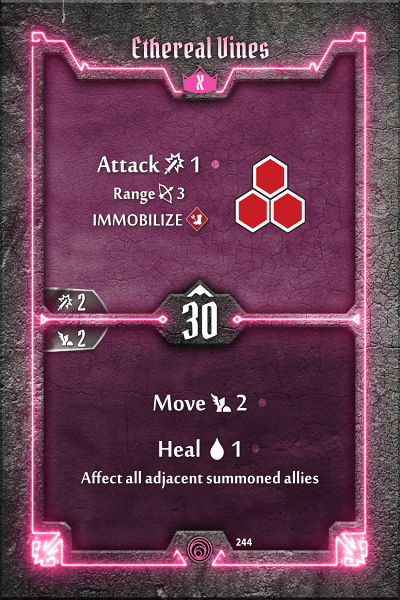 Ethereal Vines
X
Attack 1
Range 3
IMMOBILIZE
2
30
2
Move 2
Heal 1
Affect all adjacent summoned allies
244